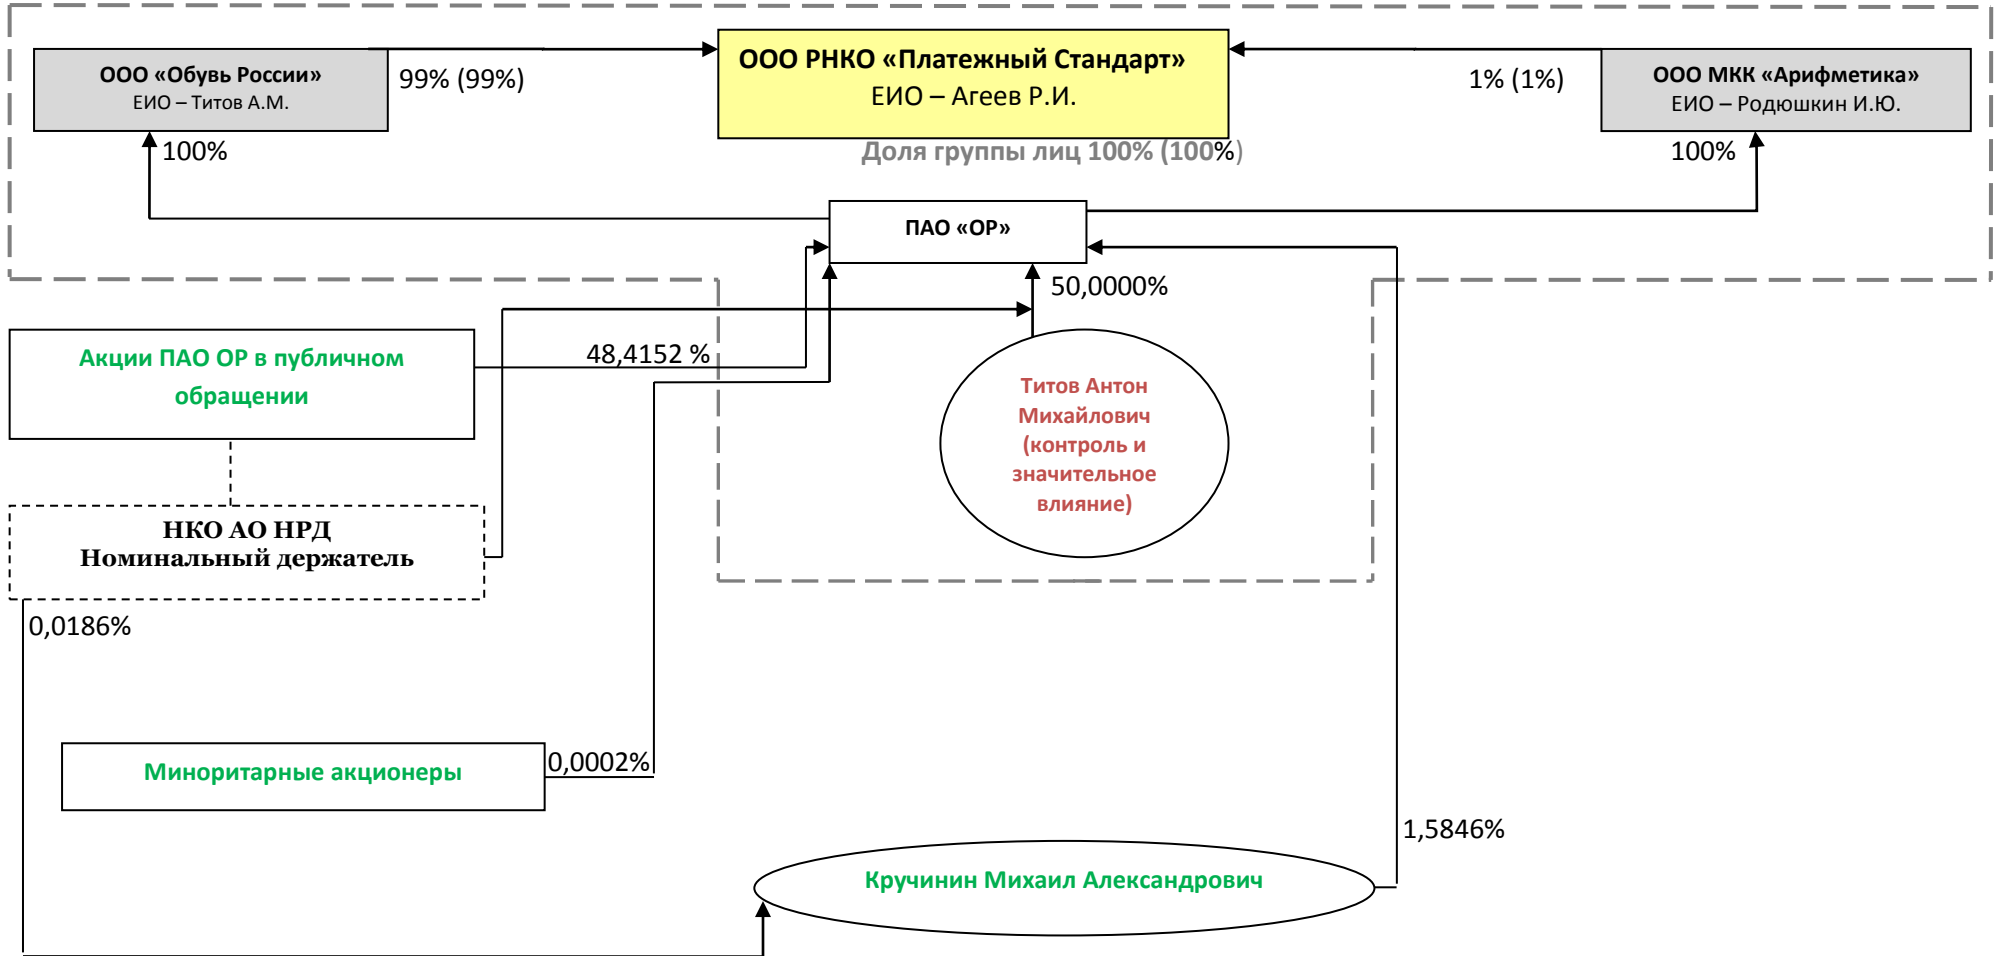 ООО «Обувь России»
ЕИО – Титов А.М.
99% (99%)
ООО РНКО «Платежный Стандарт»
ЕИО – Агеев Р.И.
1% (1%)
ООО МКК «Арифметика»
ЕИО – Родюшкин И.Ю.
100%
Доля группы лиц 100% (100%)
100%
ПАО «ОР»
50,0000%
Акции ПАО ОР в публичном
обращении
48,4152 %
Титов Антон
Михайлович
(контроль и
значительное
влияние)
НКО АО НРД
Номинальный держатель
0,0186%
Миноритарные акционеры
0,0002%
1,5846%
Кручинин Михаил Александрович